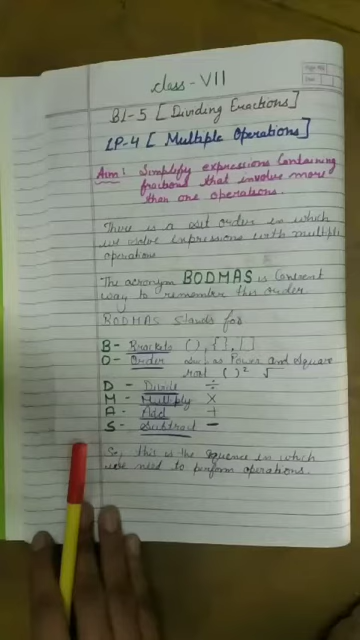 Class-VII
BL-5 [Dividing Fractions]
LP-4 [Multiple Operations]
Aim: Simplify expressions Containing
fractions that involve more
than one operations.
There is a set order in which
we solve expressions with multiple
operations
The acronym BODMAS is
way to remember this order
BODMAS Stands for
B- Brackets ( ), { }, [ ]
O- Order such as Power and Square
root ( )² √
D - Divide ÷
M - Multiply ×
A - Add +
S - Subtract -
So, this is the in which
we need to perform operations.